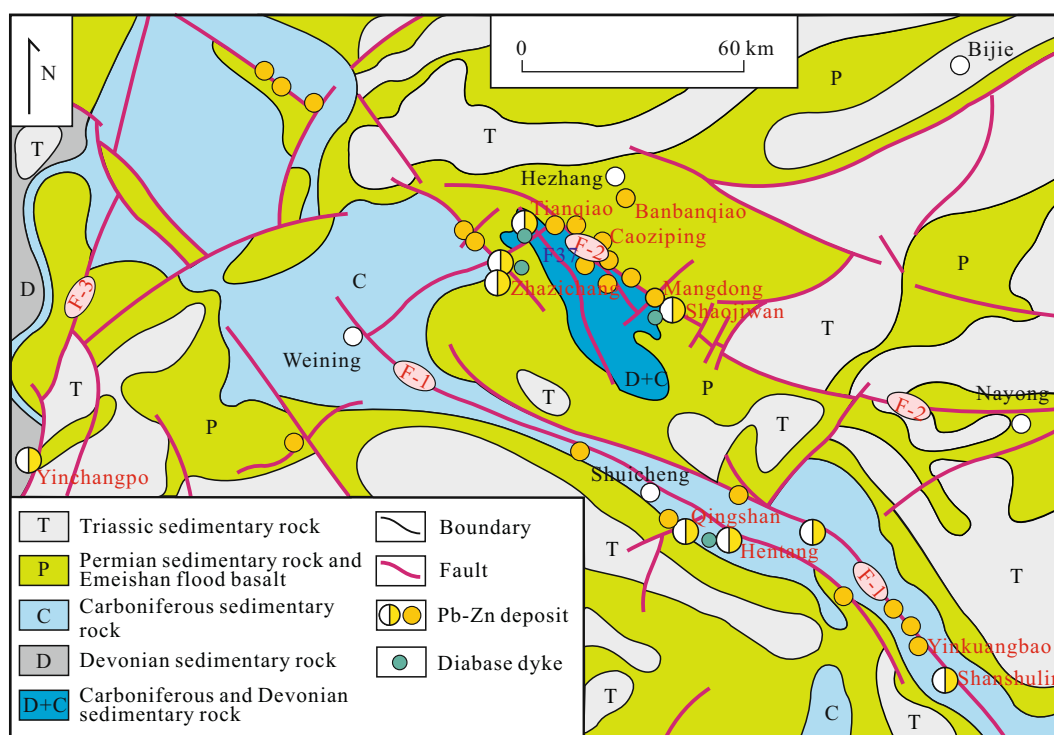 N
0
60 km
Bijie
P
T
T
Hezhang
Tianqiao
Banbanqiao
Caoziping
F-2
F37
P
D
F-3
C
Zhazichang
Mangdong
Shaojiwan
T
Weining
F-1
D+C
P
T
T
T
Nayong
F-2
P
Yinchangpo
Shuicheng
Qingshan
Hentang
T
T
F-1
Yinkuangbao
Shanshulin
T
C
T
T Triassic sedimentary rock
P Permian sedimentary rock and
Emeishan flood basalt
C Carboniferous sedimentary
rock
D Devonian sedimentary rock
D+C Carboniferous and Devonian
sedimentary rock
Boundary
Fault
Pb-Zn deposit
Diabase dyke